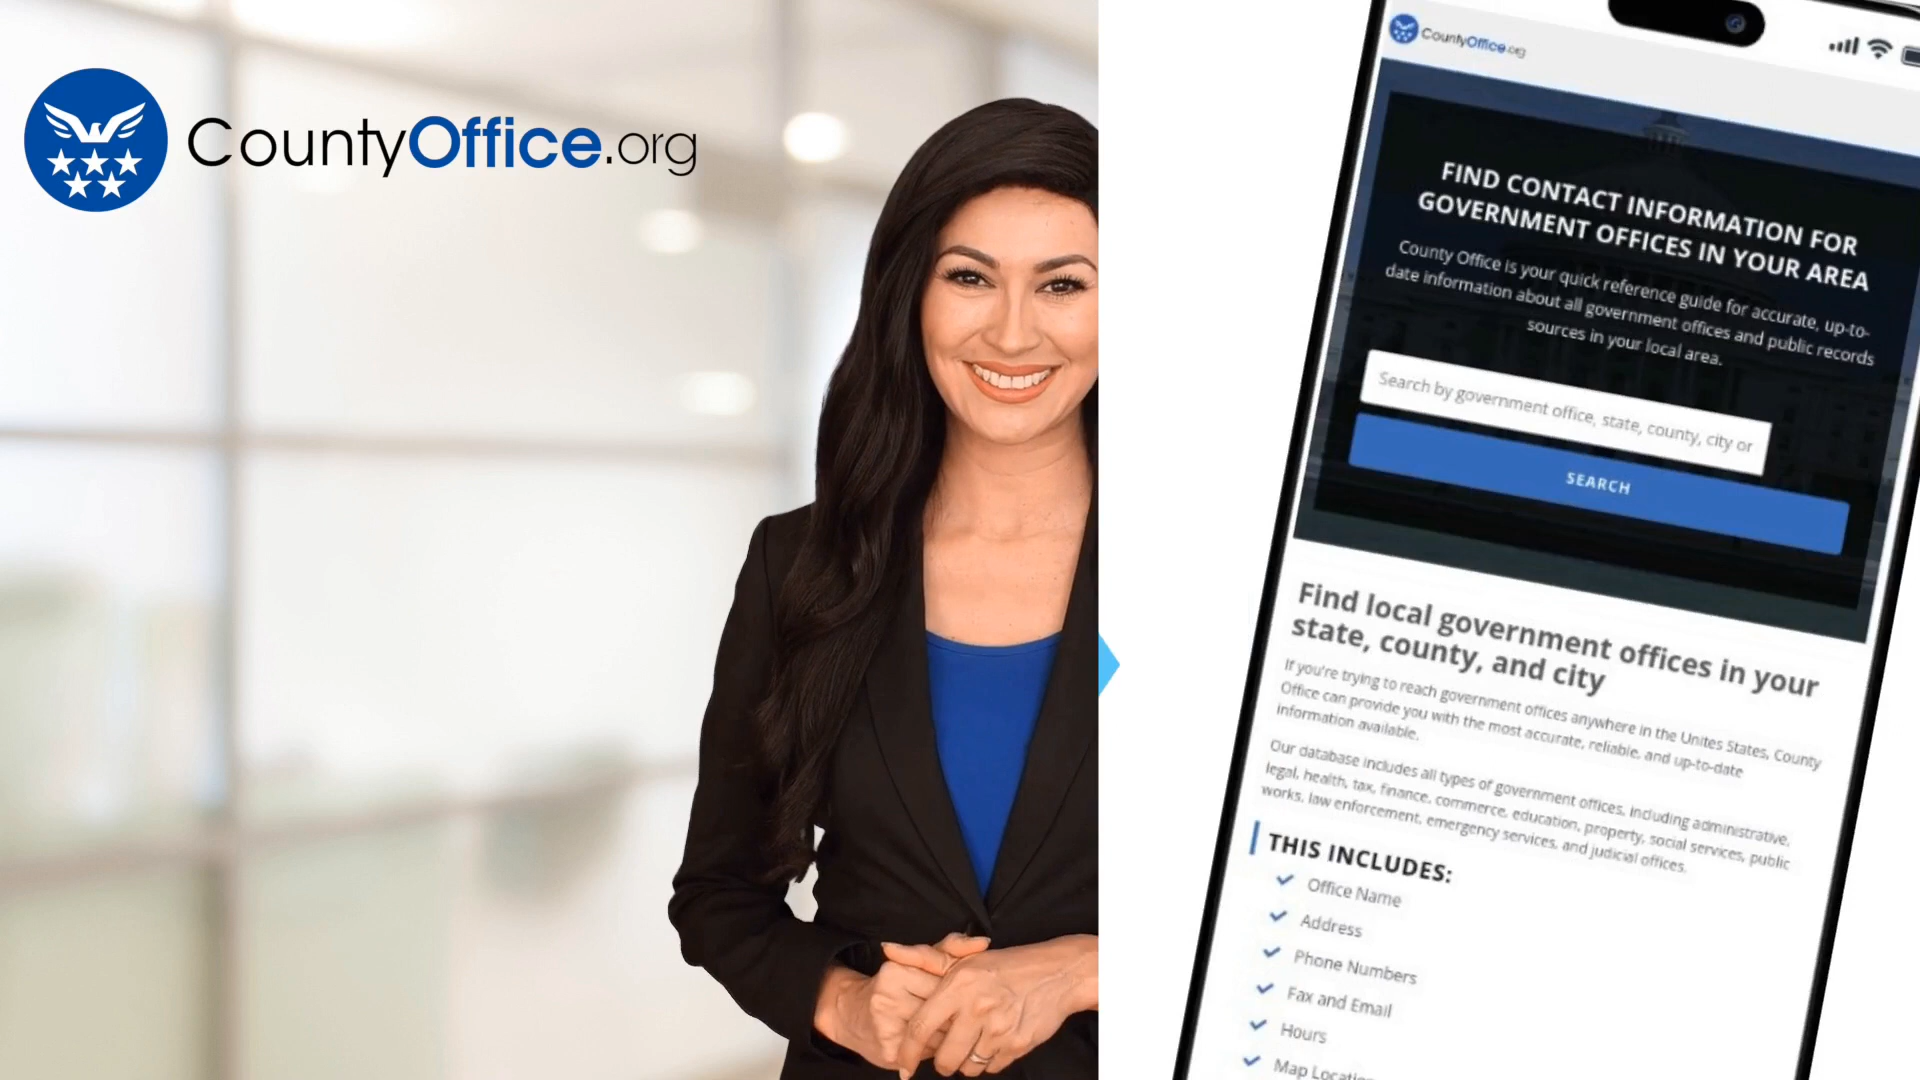 CountyOffice.org
CountyOffice.org
FIND CONTACT INFORMATION FOR
GOVERNMENT OFFICES IN YOUR AREA
County Office is your quick reference guide for accurate, up-to-
date information about all government offices and public records
sources in your local area.
Search by government office, state, county, city or
SEARCH
Find local government offices in your
state, county, and city
If you're trying to reach government offices anywhere in the Unites States, County
Office can provide you with the most accurate, reliable, and up-to-date
information available.
Our database includes all types of government offices, including administrative,
legal, health, tax, finance, commerce, education, property, social services, public
works, law enforcement, emergency services, and judicial offices.
THIS INCLUDES:
Office Name
Address
Phone Numbers
Fax and Email
Hours
Map